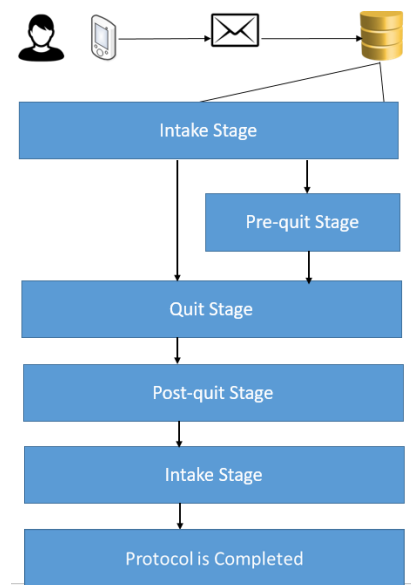 Intake Stage
Pre-quit Stage
Quit Stage
Post-quit Stage
Intake Stage
Protocol is Completed